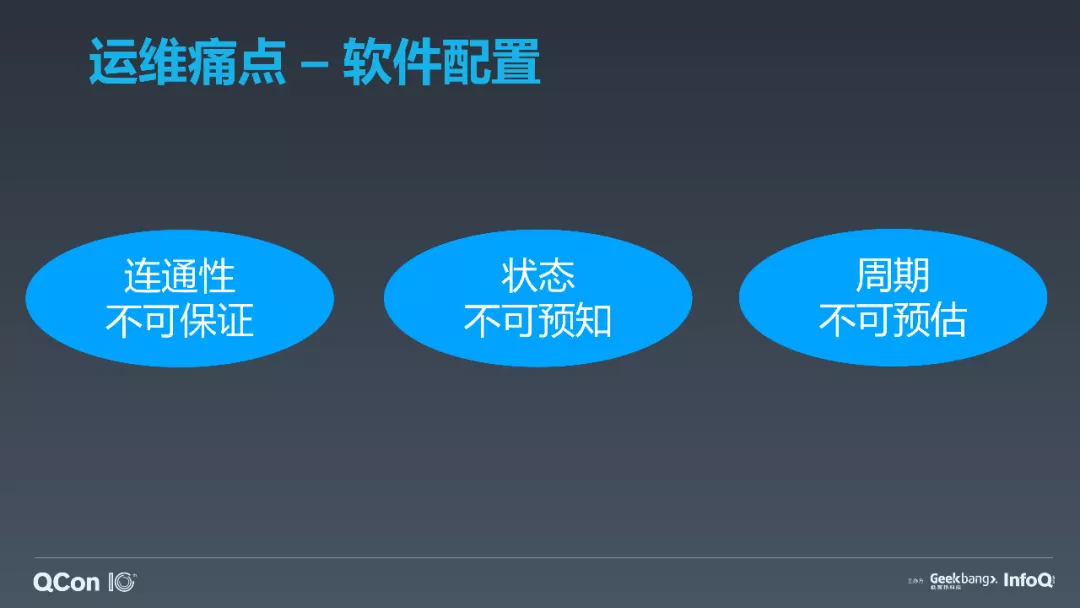 运维痛点 – 软件配置
连通性
不可保证
状态
不可预知
周期
不可预估
QCon 10th
主办方 Geekbang>. InfoQ
极客邦科技